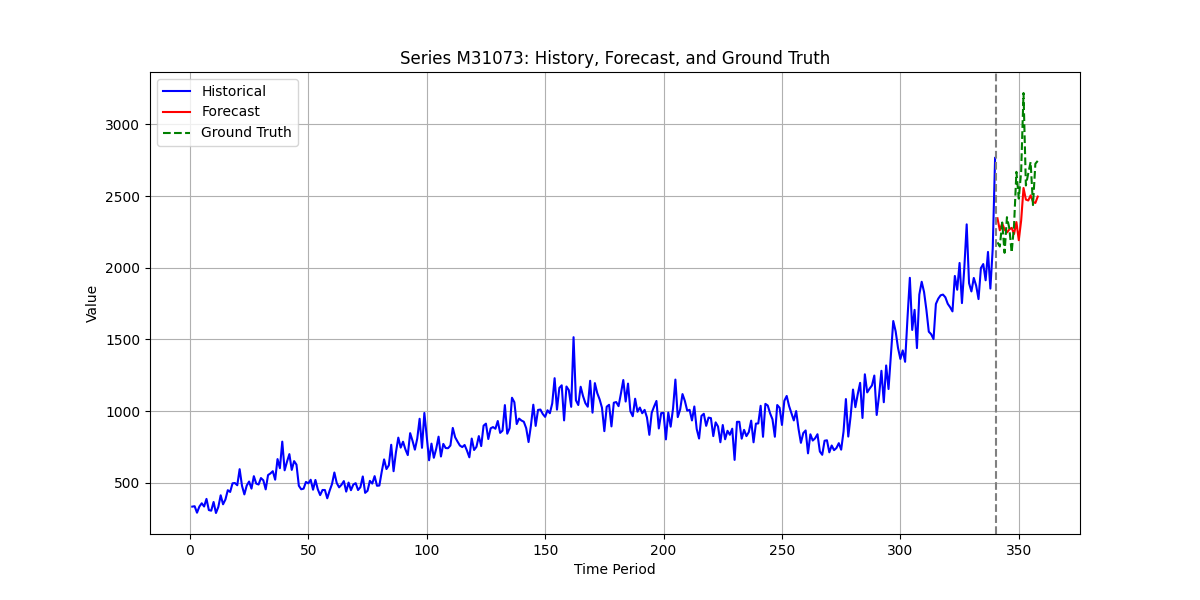 Series M31073: History, Forecast, and Ground Truth
Historical
Forecast
Ground Truth
3000
2500
2000
1500
1000
500
Value
0 50 100 150 200 250 300 350
Time Period